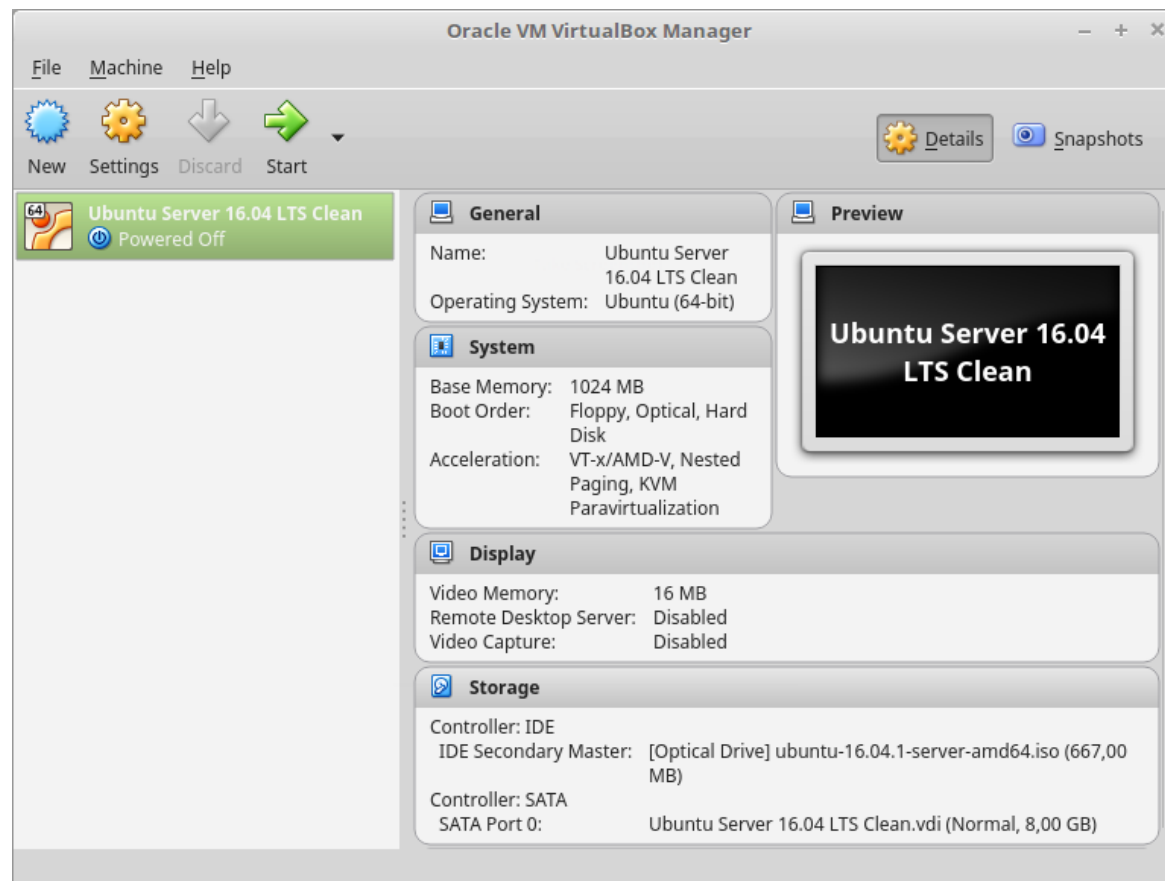 Oracle VM VirtualBox Manager
File Machine Help
New Settings Discard Start Details Snapshots
64
Ubuntu Server 16.04 LTS Clean
Powered Off
General
Name: Ubuntu Server
16.04 LTS Clean
Operating System: Ubuntu (64-bit)
System
Base Memory: 1024 MB
Boot Order: Floppy, Optical, Hard
Disk
Acceleration: VT-x/AMD-V, Nested
Paging, KVM
Paravirtualization
Preview
Ubuntu Server 16.04
LTS Clean
Display
Video Memory: 16 MB
Remote Desktop Server: Disabled
Video Capture: Disabled
Storage
Controller: IDE
IDE Secondary Master: [Optical Drive] ubuntu-16.04.1-server-amd64.iso (667,00
MB)
Controller: SATA
SATA Port 0: Ubuntu Server 16.04 LTS Clean.vdi (Normal, 8,00 GB)